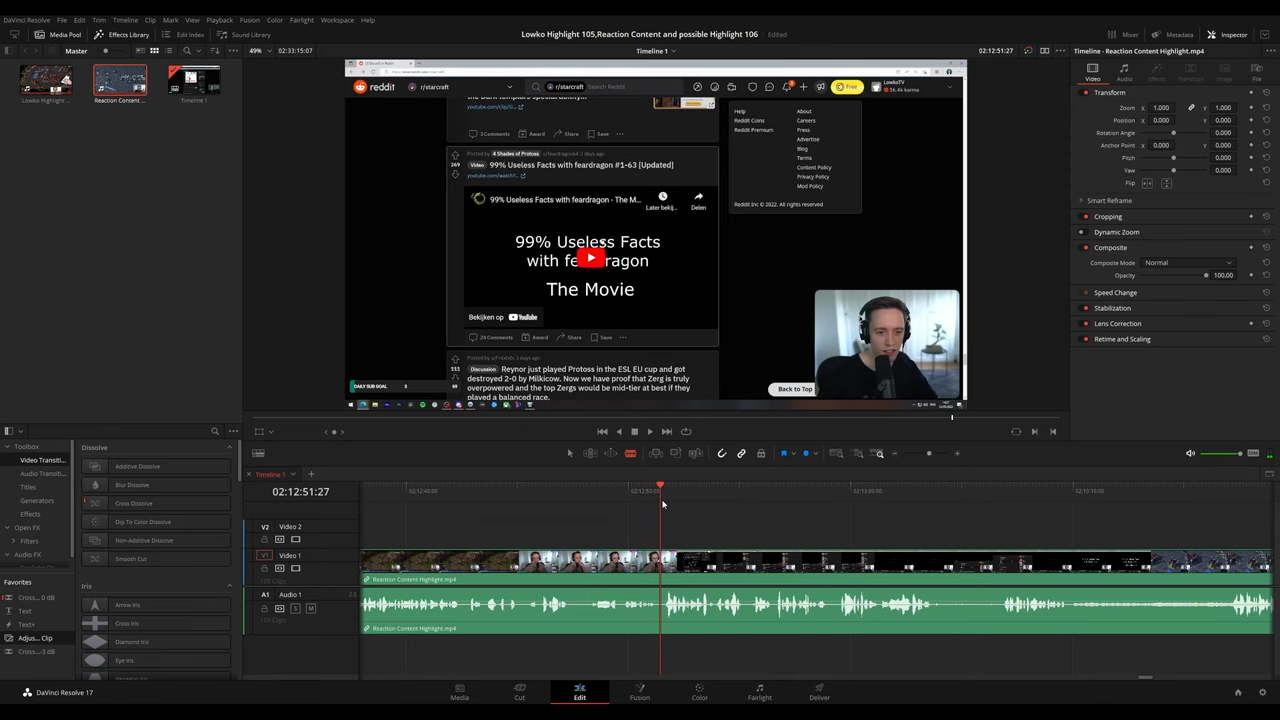 DaVinci Resolve File Edit Trim Timeline Clip Mark View Playback Fusion Color Fairlight Workspace Help
Media Pool Effects Library Edit Index Sound Library
Lowko Highlight 105,Reaction Content and possible Highlight 106 Edited
Mixer Metadata Inspector
Master
49% 02:33:15:07
Timeline 1
02:12:51:27
Timeline - Reaction Content Highlight.mp4
Lowko Highlight...
Reaction Content ...
Timeline 1
Video Audio Effects Transition Image File
Transform
Zoom X 1.000 Y 1.000
Position X 0.000 Y 0.000
Rotation Angle 0.000
Anchor Point X 0.000 Y 0.000
Pitch 0.000
Yaw 0.000
Flip
Smart Reframe
Cropping
Dynamic Zoom
Composite
Composite Mode Normal
Opacity 100.00
Speed Change
Stabilization
Lens Correction
Retime and Scaling
reddit r/starcraft r/starcraft Search Reddit
Free
LowkoTV
16.4k karma
youtube.com/clip/U...
3 Comments Award Share Save
Posted by 4 Shades of Protoss u/feardragon64 2 days ago
269
Video 99% Useless Facts with feardragon #1-63 [Updated]
youtube.com/watch?...
99% Useless Facts with feardragon - The M...
Later bekij...
Delen
99% Useless Facts
with feardragon
The Movie
Bekijken op YouTube
24 Comments Award Share Save
111
Discussion Reynor just played Protoss in the ESL EU cup and got
destroyed 2-0 by Milkicow. Now we have proof that Zerg is truly
overpowered and the top Zergs would be mid-tier at best if they
played a balanced race.
Help
Reddit Coins
Reddit Premium
About
Careers
Press
Advertise
Blog
Terms
Content Policy
Privacy Policy
Mod Policy
Reddit Inc © 2022. All rights reserved
DAILY SUB GOAL
Back to Top
Toolbox
Video Transiti...
Audio Transiti...
Titles
Generators
Effects
Open FX
Filters
Audio FX
Favorites
Cross... 0 dB
Text
Text+
Adjus... Clip
Cross...-3 dB
Dissolve
Additive Dissolve
Blur Dissolve
Cross Dissolve
Dip To Color Dissolve
Non-Additive Dissolve
Smooth Cut
Iris
Arrow Iris
Cross Iris
Diamond Iris
Eye Iris
Timeline 1
02:12:51:27
02:12:40:00 02:12:50:00 02:13:00:00 02:13:10:00
V2 Video 2
V1 Video 1
Reaction Content Highlight.mp4
A1 Audio 1 2.0
S M
Reaction Content Highlight.mp4
DIM
DaVinci Resolve 17
Media Cut Edit Fusion Color Fairlight Deliver